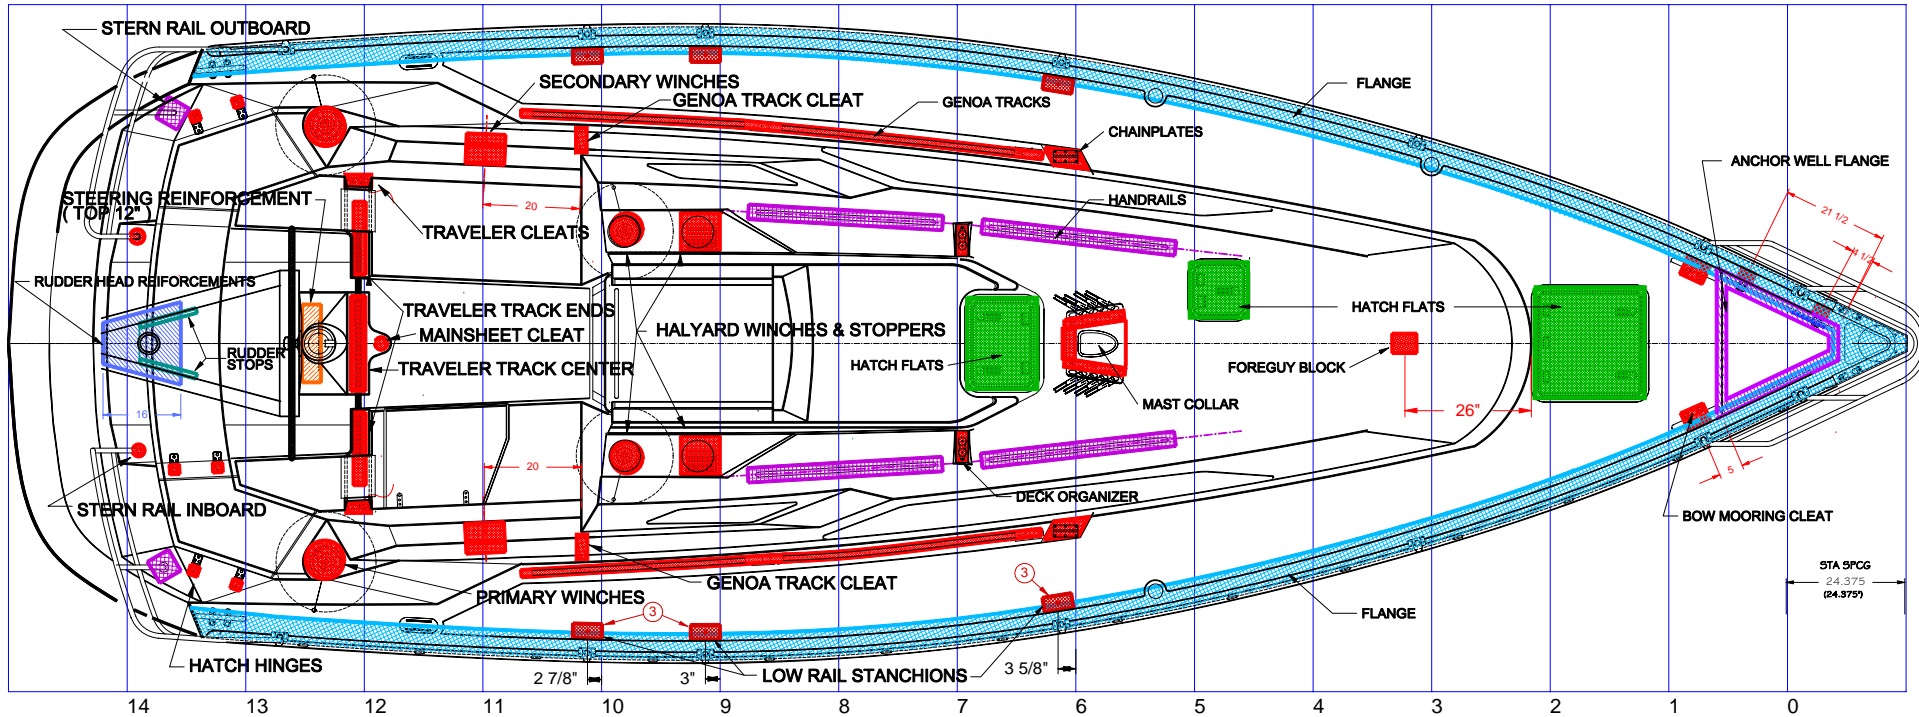 STERN RAIL OUTBOARD
SECONDARY WINCHES
GENOA TRACK CLEAT
GENOA TRACKS
FLANGE
CHAINPLATES
ANCHOR WELL FLANGE
STEERING REINFORCEMENT
( TOP 12" )
20
HANDRAILS
21 1/2
4 1/2
TRAVELER CLEATS
RUDDER HEAD REIFORCEMENTS
TRAVELER TRACK ENDS
MAINSHEET CLEAT
HALYARD WINCHES & STOPPERS
HATCH FLATS
RUDDER
STOPS
TRAVELER TRACK CENTER
HATCH FLATS
FOREGUY BLOCK
MAST COLLAR
16
26"
20
5
STERN RAIL INBOARD
DECK ORGANIZER
BOW MOORING CLEAT
GENOA TRACK CLEAT
PRIMARY WINCHES
3
3
FLANGE
STA SPCG
24.375
(24.375")
HATCH HINGES
LOW RAIL STANCHIONS
2 7/8"
3"
3 5/8"
14 13 12 11 10 9 8 7 6 5 4 3 2 1 0